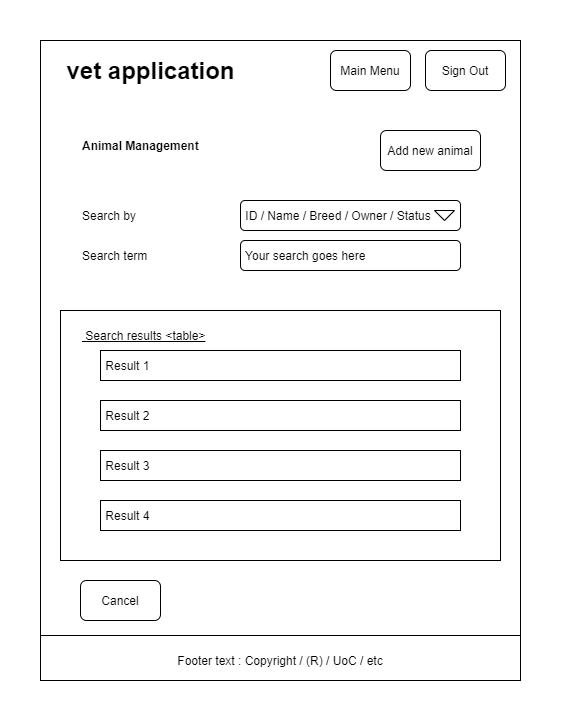 vet application
Main Menu
Sign Out
Animal Management
Add new animal
Search by
ID / Name / Breed / Owner / Status
Search term
Your search goes here
Search results <table>
Result 1
Result 2
Result 3
Result 4
Cancel
Footer text : Copyright / (R) / UoC / etc